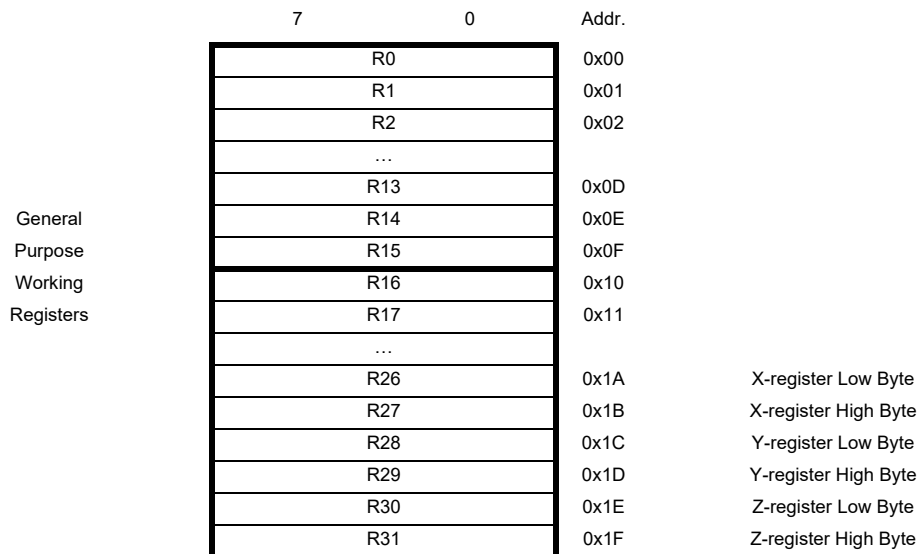 7 0 Addr.
R0 0x00
R1 0x01
R2 0x02
…
R13 0x0D
General R14 0x0E
Purpose R15 0x0F
Working R16 0x10
Registers R17 0x11
…
R26 0x1A X-register Low Byte
R27 0x1B X-register High Byte
R28 0x1C Y-register Low Byte
R29 0x1D Y-register High Byte
R30 0x1E Z-register Low Byte
R31 0x1F Z-register High Byte